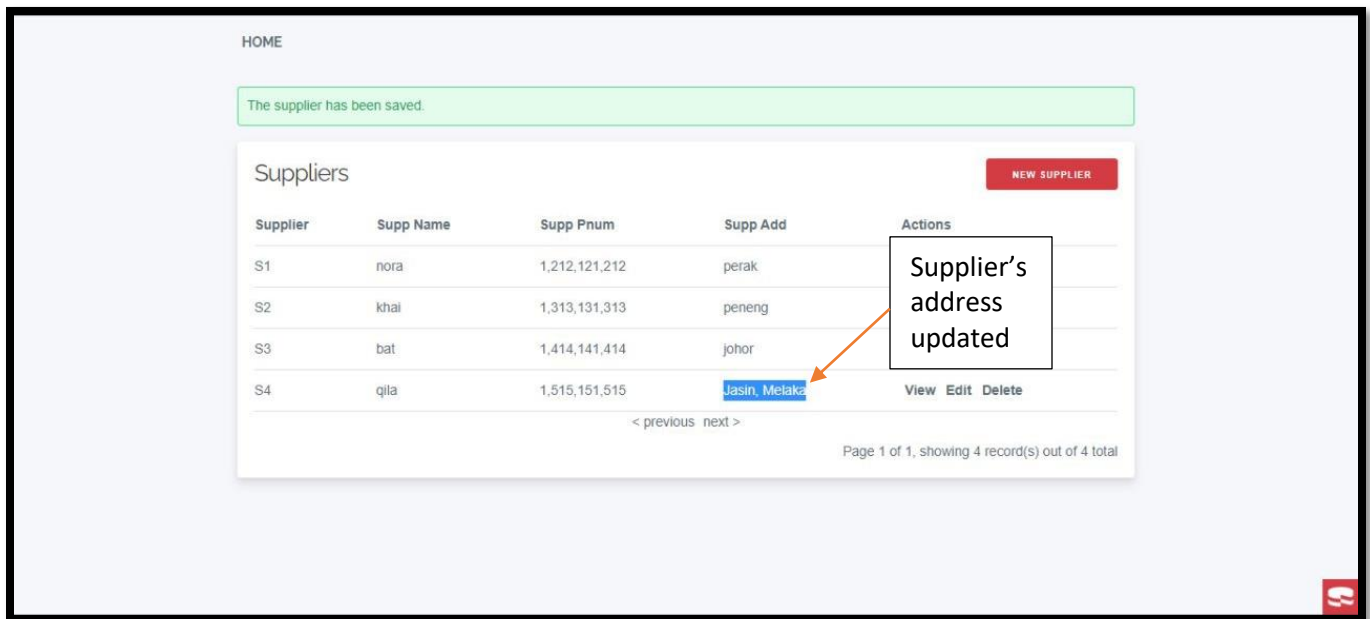 HOME
The supplier has been saved.
Suppliers
NEW SUPPLIER
Supplier Supp Name Supp Pnum Supp Add Actions
S1 nora 1,212,121,212 perak
S2 khai 1,313,131,313 peneng
S3 bat 1,414,141,414 johor
S4 qila 1,515,151,515 Jasin, Melaka View Edit Delete
Supplier’s
address
updated
< previous next >
Page 1 of 1, showing 4 record(s) out of 4 total